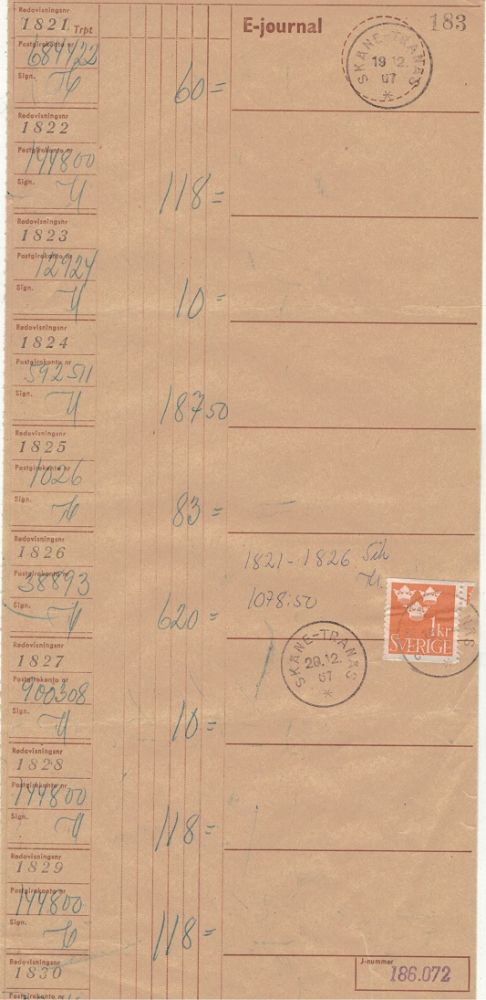 Redovisningsnr
1821 Trpt
E-journal
183
Postgirokonto nr
684722
Sign.
60=
SKÅNE-TRANÅS
19.12.
67
Redovisningsnr
1822
Postgirokonto nr
144800
Sign.
118=
Redovisningsnr
1823
Postgirokonto nr
12924
Sign.
10=
Redovisningsnr
1824
Postgirokonto nr
592511
Sign.
18750
Redovisningsnr
1825
Postgirokonto nr
1026
Sign.
83=
Redovisningsnr
1826
1821-1826
Postgirokonto nr
38893
1078:50
Sign.
620=
1 kr
SVERIGE
SKÅNE-TRANÅS
20.12.
67
Redovisningsnr
1827
Postgirokonto nr
900308
Sign.
10=
Redovisningsnr
1828
Postgirokonto nr
144800
Sign.
118=
Redovisningsnr
1829
Postgirokonto nr
144800
Sign.
118=
Redovisningsnr
1830
J-nummer
186.072
Postgirokonto nr